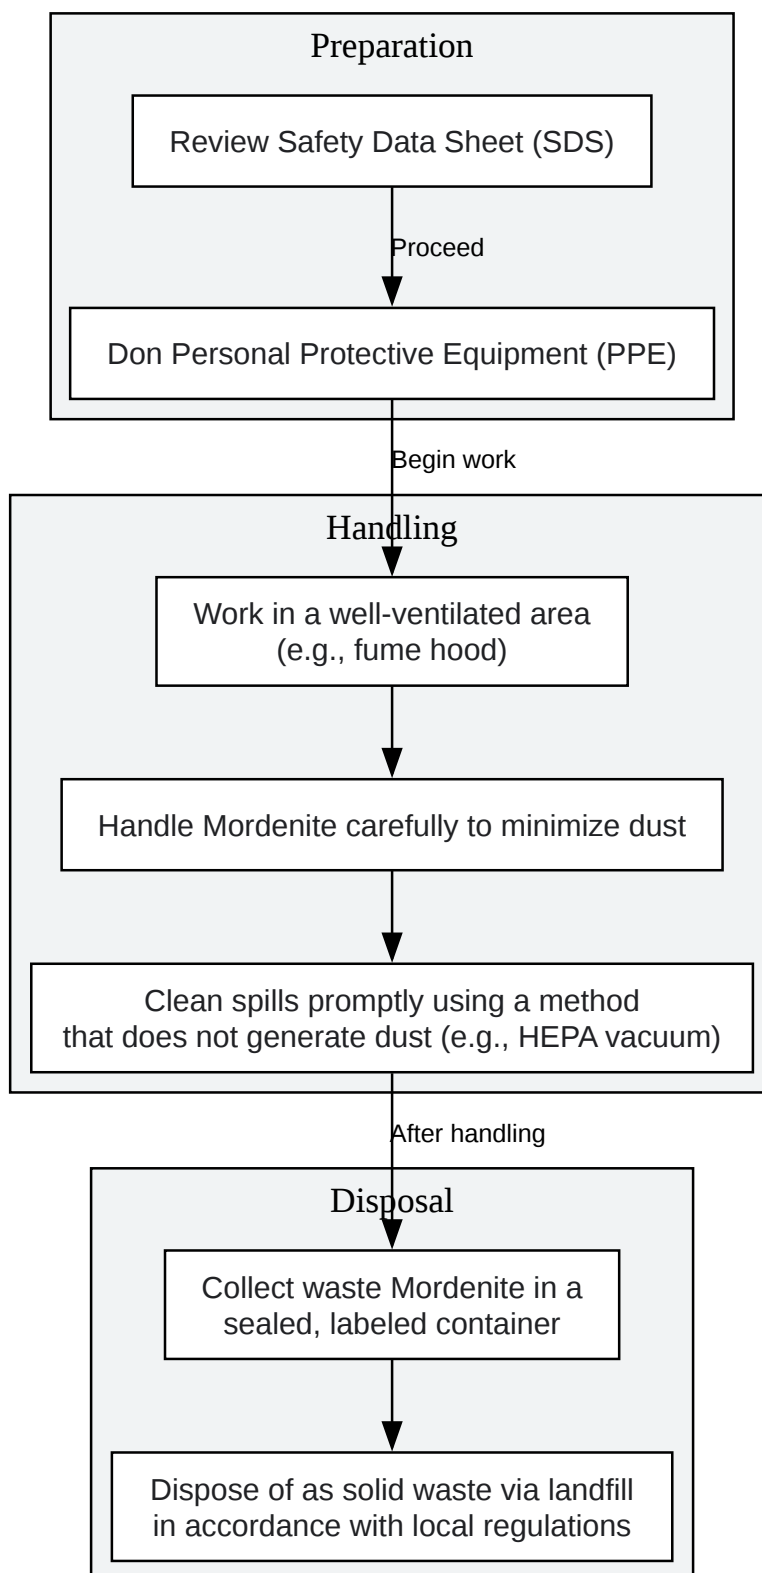 Preparation
Review Safety Data Sheet (SDS)
Proceed
Don Personal Protective Equipment (PPE)
Begin work
Handling
Work in a well-ventilated area
(e.g., fume hood)
Handle Mordenite carefully to minimize dust
Clean spills promptly using a method
that does not generate dust (e.g., HEPA vacuum)
After handling
Disposal
Collect waste Mordenite in a
sealed, labeled container
Dispose of as solid waste via landfill
in accordance with local regulations